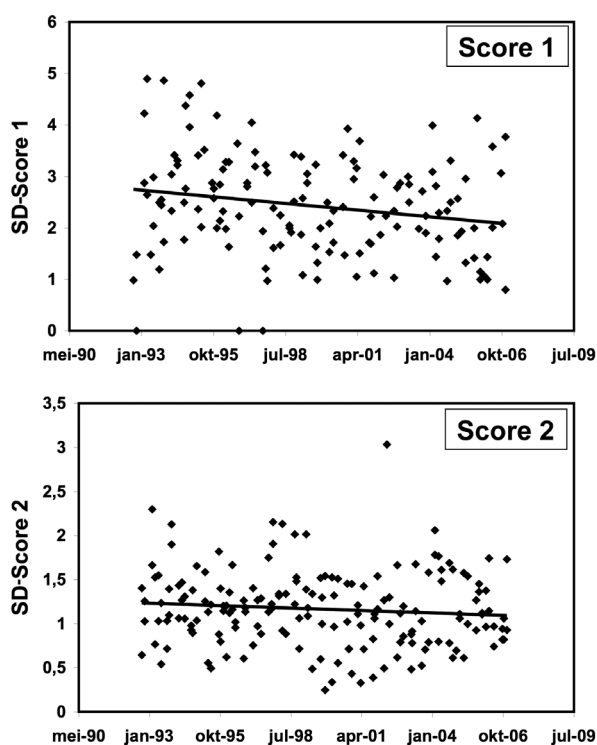 Score 1
SD-Score 1
6
5
4
3
2
1
0
mei-90 jan-93 okt-95 jul-98 apr-01 jan-04 okt-06 jul-09
Score 2
SD-Score 2
3,5
3
2,5
2
1,5
1
0,5
0
mei-90 jan-93 okt-95 jul-98 apr-01 jan-04 okt-06 jul-09